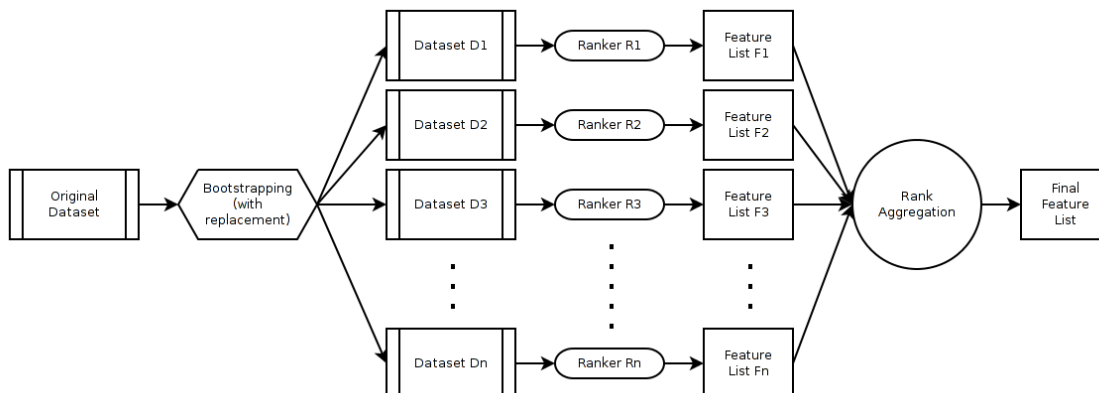 Dataset D1
Ranker R1
Feature
List F1
Dataset D2
Ranker R2
Feature
List F2
Original
Dataset
Bootstrapping
(with
replacement)
Dataset D3
Ranker R3
Feature
List F3
Rank
Aggregation
Final
Feature
List
Dataset Dn
Ranker Rn
Feature
List Fn